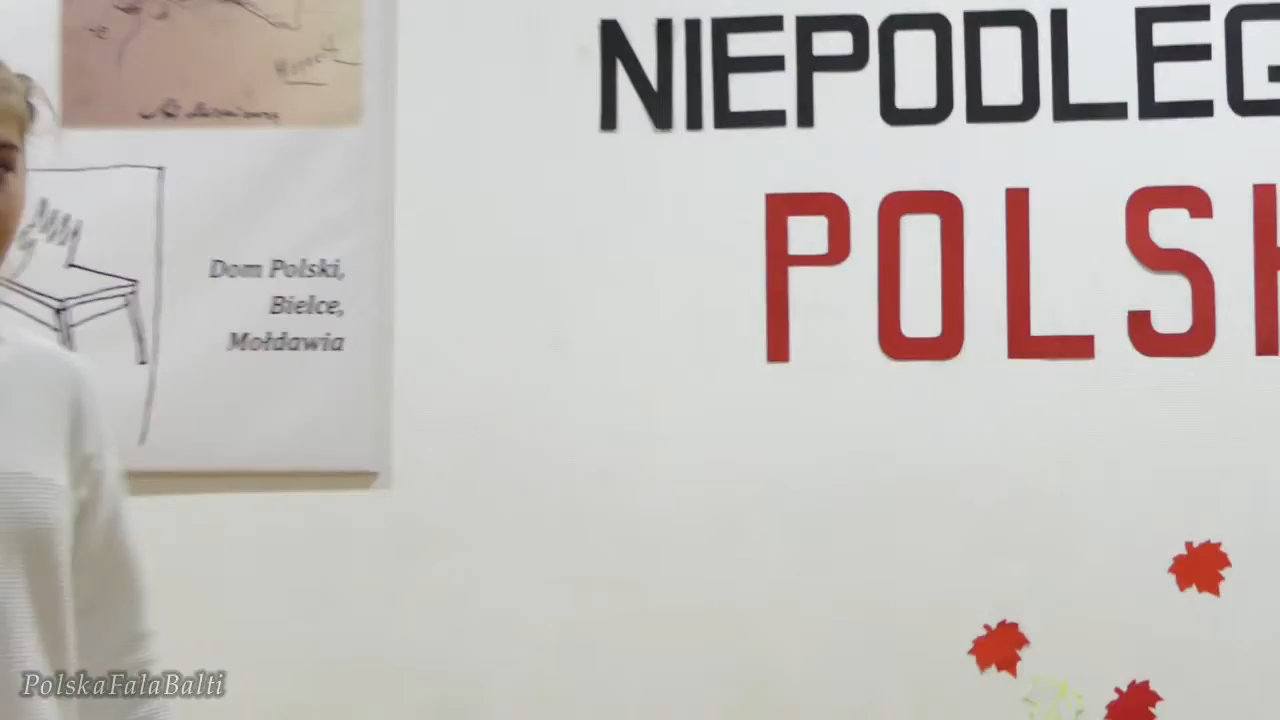 NIEPODLEG
POLSK
Dom Polski,
Bielce,
Mołdawia
PolskaFalaBalti